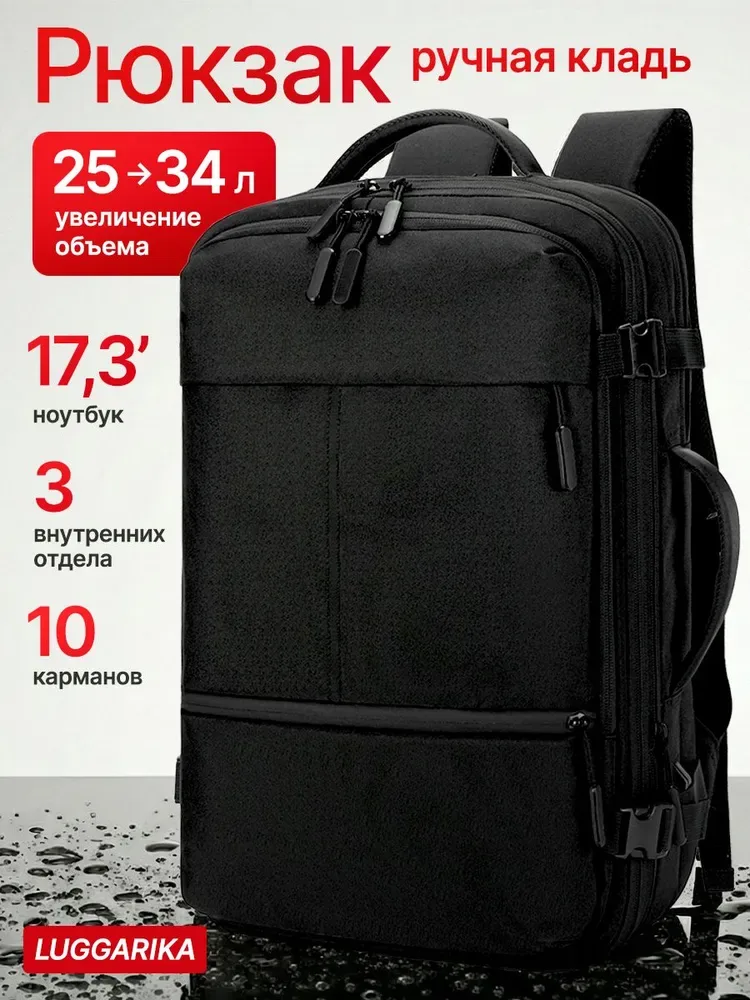 Рюкзак ручная кладь
25→34 л
увеличение
объема
17,3’
ноутбук
3
внутренних
отдела
10
карманов
LUGGARIKA